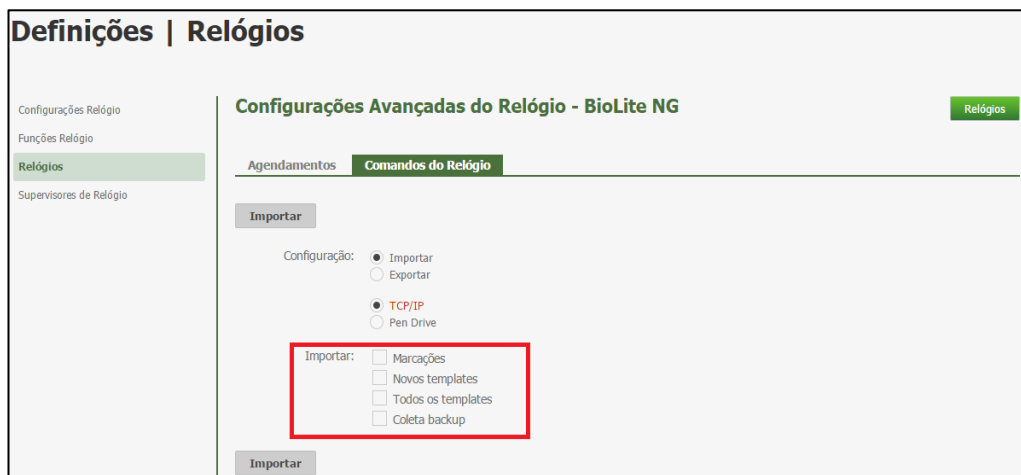 Definições | Relógios
Configurações Relógio
Funções Relógio
Relógios
Supervisores de Relógio
Configurações Avançadas do Relógio - BioLite NG
Relógios
Agendamentos
Comandos do Relógio
Importar
Configuração:
Importar
Exportar
TCP/IP
Pen Drive
Importar:
Marcações
Novos templates
Todos os templates
Coleta backup
Importar